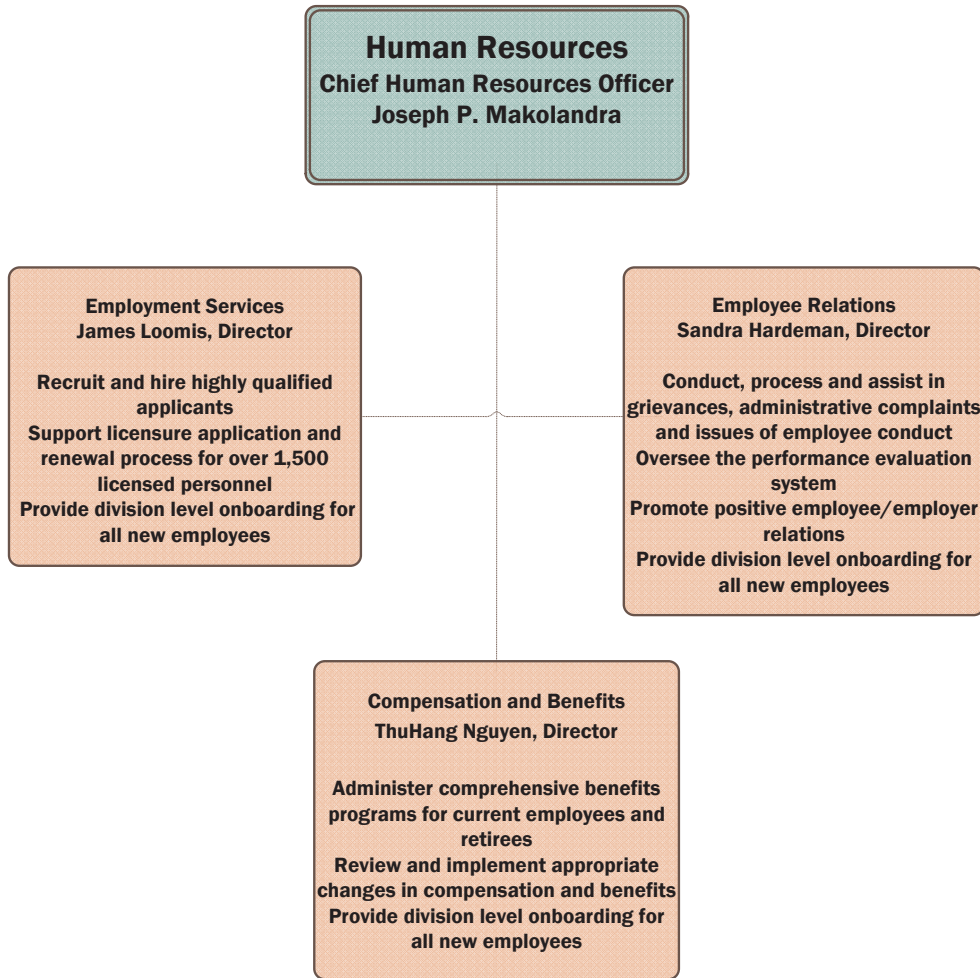 Human Resources
Chief Human Resources Officer
Joseph P. Makolandra
Employment Services
James Loomis, Director
Recruit and hire highly qualified
applicants
Support licensure application and
renewal process for over 1,500
licensed personnel
Provide division level onboarding for
all new employees
Employee Relations
Sandra Hardeman, Director
Conduct, process and assist in
grievances, administrative complaints
and issues of employee conduct
Oversee the performance evaluation
system
Promote positive employee/employer
relations
Provide division level onboarding for
all new employees
Compensation and Benefits
ThuHang Nguyen, Director
Administer comprehensive benefits
programs for current employees and
retirees
Review and implement appropriate
changes in compensation and benefits
Provide division level onboarding for
all new employees